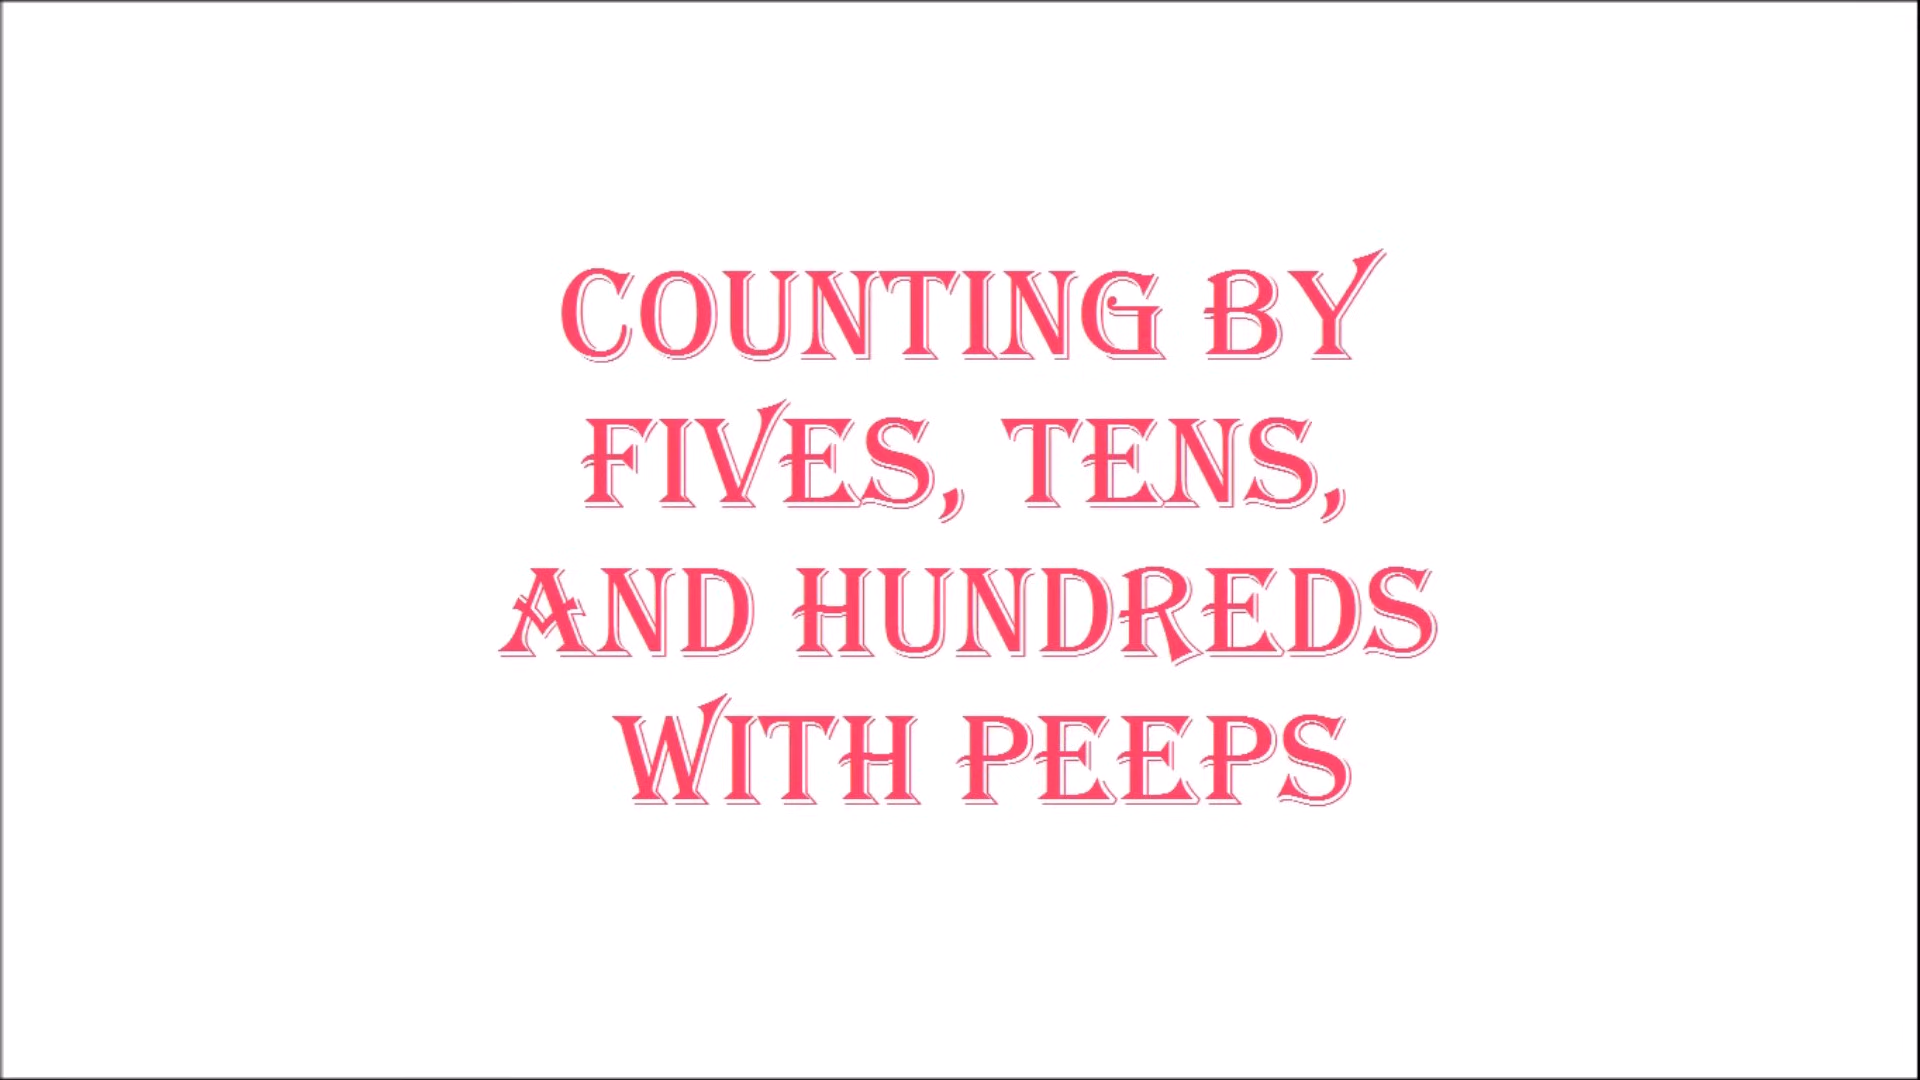 COUNTING BY
FIVES, TENS,
AND HUNDREDS
WITH PEEPS